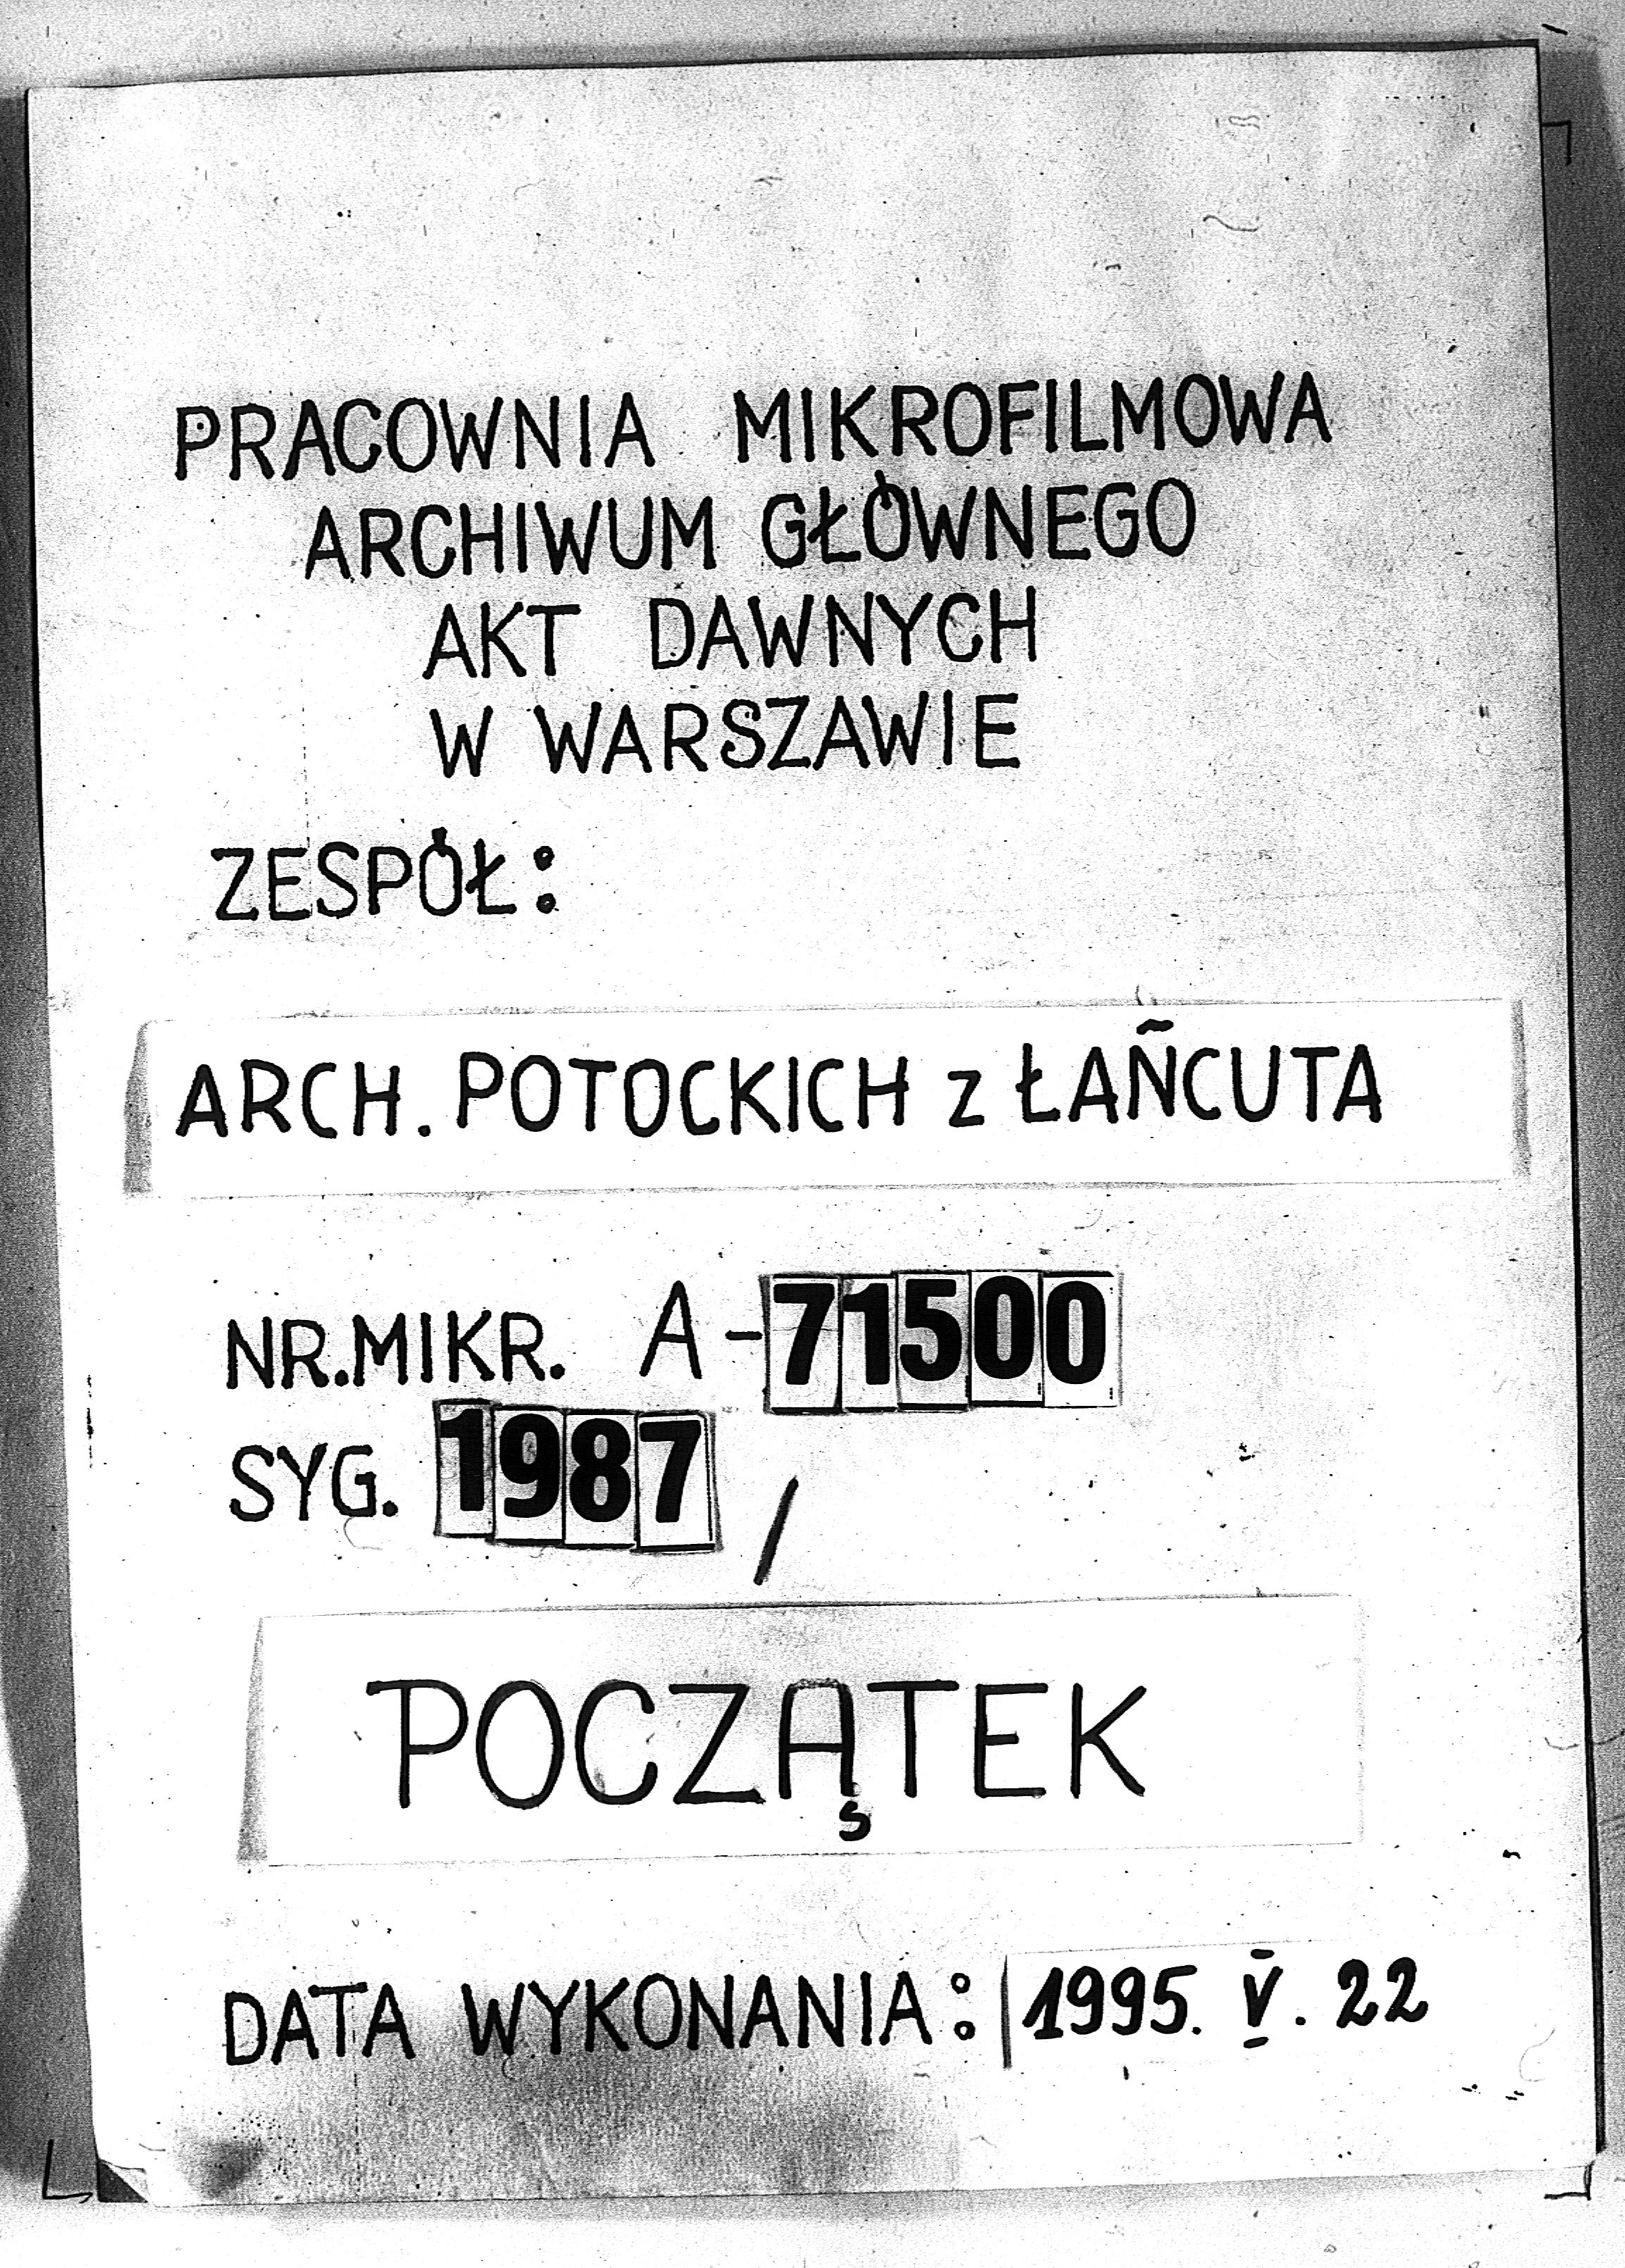 PRACOWNIA MIKROFILMOWA
ARCHIWUM GŁÓWNEGO
AKT DAWNYCH
W WARSZAWIE
ZESPÓŁ:
ARCH. POTOCKICH z ŁAŃCUTA
NR. MIKR. A-71500
SYG. 1987 /
POCZĄTEK
DATA WYKONANIA: 1995. V. 22